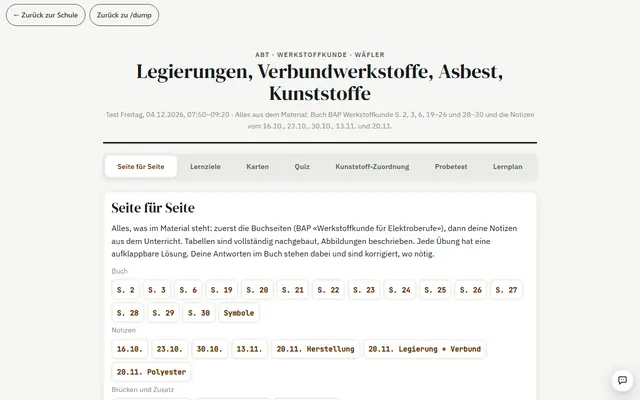 ← Zurück zur Schule
Zurück zu /dump
ABT · WERKSTOFFKUNDE · WÄFLER
Legierungen, Verbundwerkstoffe, Asbest,
Kunststoffe
Test Freitag, 04.12.2026, 07:50–09:20 · Alles aus dem Material: Buch BAP Werkstoffkunde S. 2, 3, 6, 19–26 und 28–30 und die Notizen
vom 16.10., 23.10., 30.10., 13.11. und 20.11.
Seite für Seite
Lernziele
Karten
Quiz
Kunststoff-Zuordnung
Probetest
Lernplan
Seite für Seite
Alles, was im Material steht: zuerst die Buchseiten (BAP «Werkstoffkunde für Elektroberufe»), dann deine Notizen
aus dem Unterricht. Tabellen sind vollständig nachgebaut, Abbildungen beschrieben. Jede Übung hat eine
aufklappbare Lösung. Deine Antworten im Buch stehen dabei und sind korrigiert, wo nötig.
Buch
S. 2
S. 3
S. 6
S. 19
S. 20
S. 21
S. 22
S. 23
S. 24
S. 25
S. 26
S. 27
S. 28
S. 29
S. 30
Symbole
Notizen
16.10.
23.10.
30.10.
13.11.
20.11. Herstellung
20.11. Legierung + Verbund
20.11. Polyester
Brücken und Zusatz